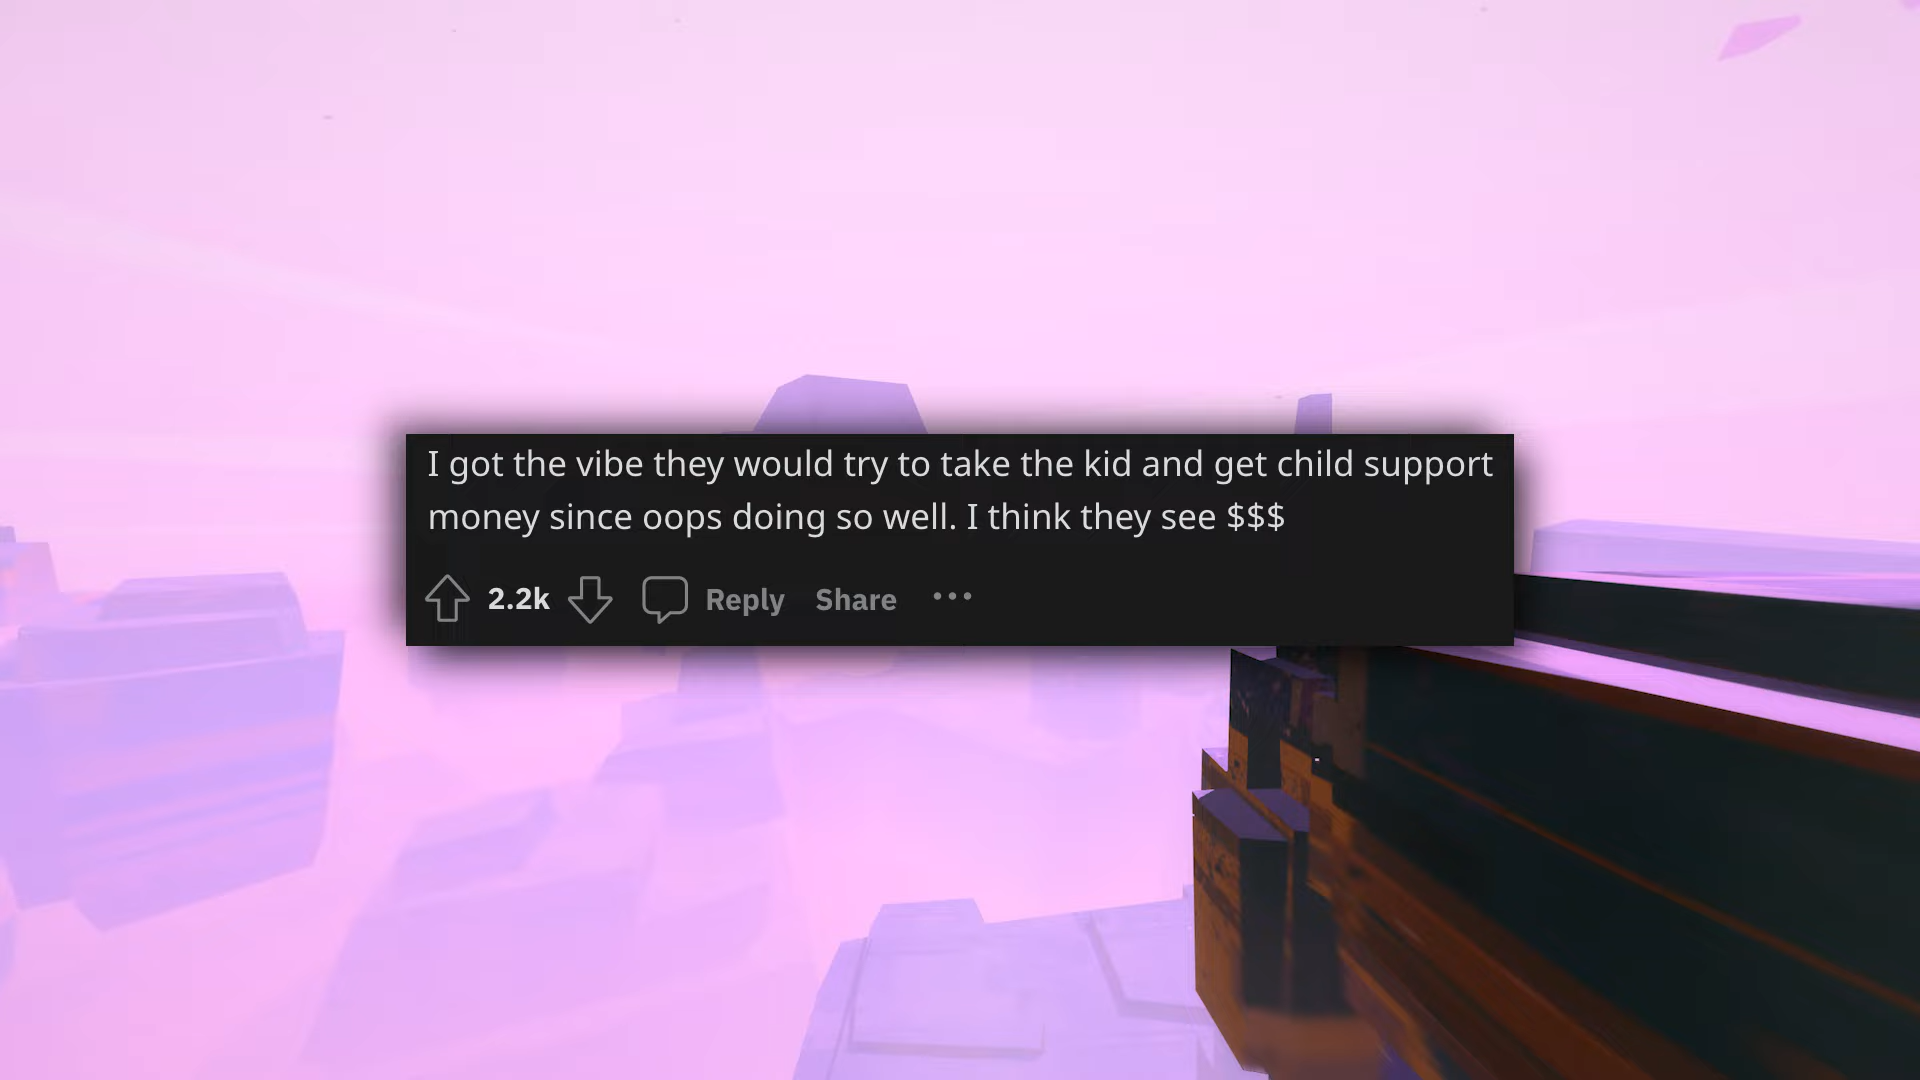 I got the vibe they would try to take the kid and get child support
money since oops doing so well. I think they see $$$
2.2k Reply Share •••